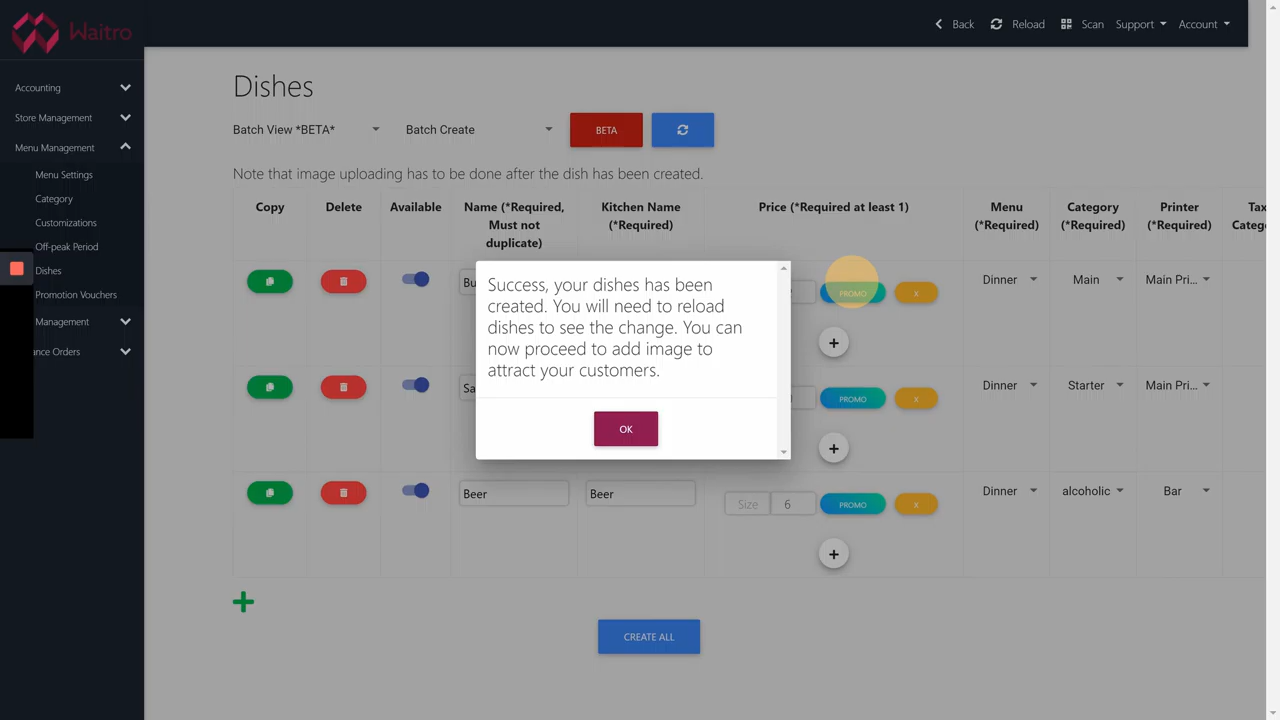 Waitro
Back
Reload
Scan
Support
Account
Accounting
Store Management
Menu Management
Menu Settings
Category
Customizations
Off-peak Period
Dishes
Promotion Vouchers
Management
ance Orders
Dishes
Batch View *BETA*
Batch Create
BETA
Note that image uploading has to be done after the dish has been created.
Copy
Delete
Available
Name (*Required,
Must not
duplicate)
Kitchen Name
(*Required)
Price (*Required at least 1)
Menu
(*Required)
Category
(*Required)
Printer
(*Required)
Tax
Catego
Bu
PROMO
X
Dinner
Main
Main Pri...
Sa
PROMO
X
Dinner
Starter
Main Pri...
Beer
Beer
Size
6
PROMO
X
Dinner
alcoholic
Bar
CREATE ALL
Success, your dishes has been
created. You will need to reload
dishes to see the change. You can
now proceed to add image to
attract your customers.
OK